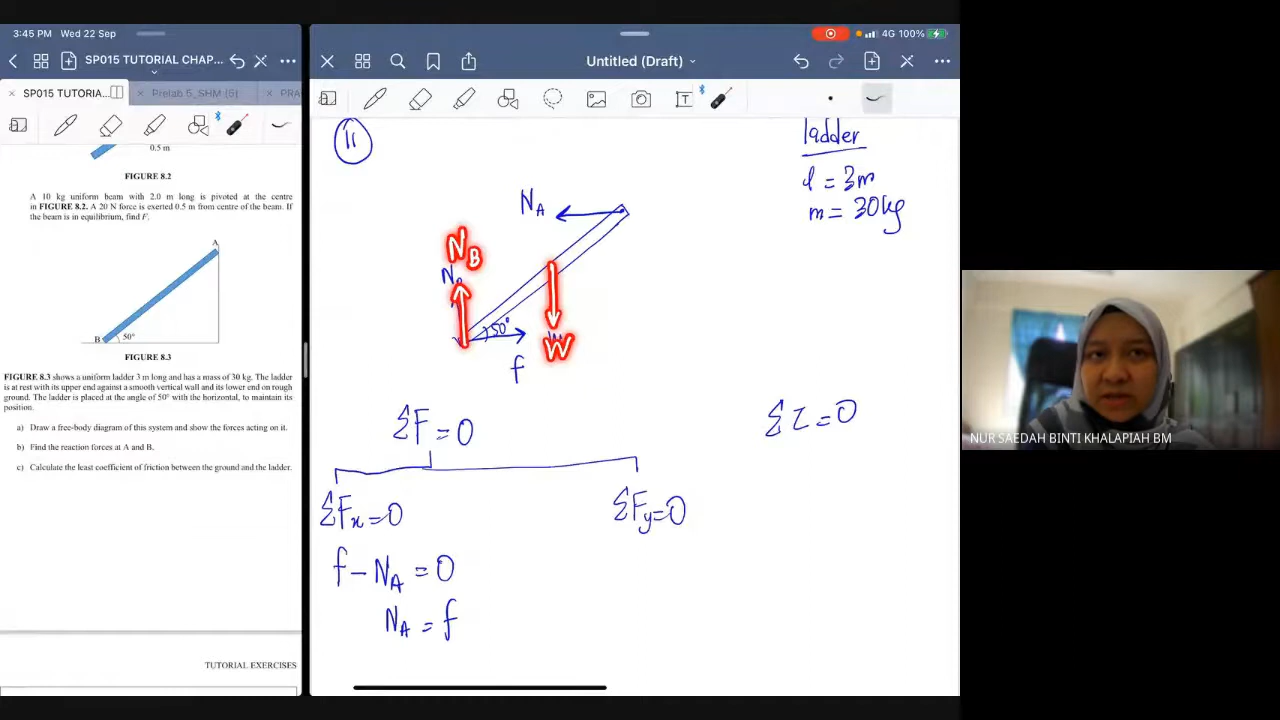 3:45 PM Wed 22 Sep
4G 100%
SP015 TUTORIAL CHAP...
Untitled (Draft)
SP015 TUTORIA...
Prelab 5_SHM (6)
PRA
0.5 m
FIGURE 8.2
A 10 kg uniform beam with 2.0 m long is pivoted at the centre
in FIGURE 8.2. A 20 N force is exerted 0.5 m from centre of the beam. If
the beam is in equilibrium, find F.
A
B
50°
FIGURE 8.3
FIGURE 8.3 shows a uniform ladder 3 m long and has a mass of 30 kg. The ladder
is at rest with its upper end against a smooth vertical wall and its lower end on rough
ground. The ladder is placed at the angle of 50° with the horizontal, to maintain its
position.
a) Draw a free-body diagram of this system and show the forces acting on it.
b) Find the reaction forces at A and B.
c) Calculate the least coefficient of friction between the ground and the ladder.
TUTORIAL EXERCISES
11
ladder
l = 3m
m = 30kg
N_A
N_B
50°
W
f
ΣF = 0
Στ = 0
ΣFx = 0
ΣFy = 0
f - N_A = 0
N_A = f
NUR SAEDAH BINTI KHALAPIAH BM